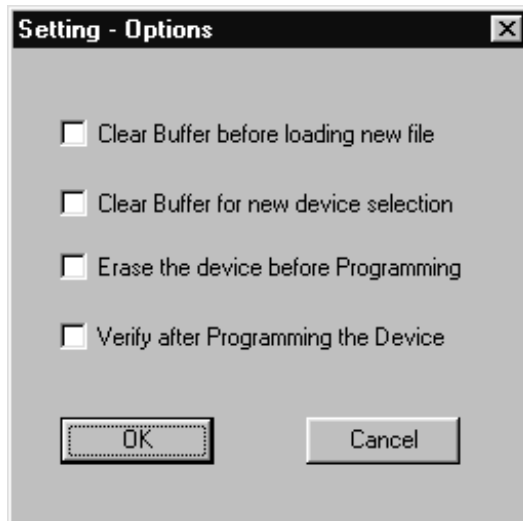 Setting - Options
Clear Buffer before loading new file
Clear Buffer for new device selection
Erase the device before Programming
Verify after Programming the Device
OK Cancel